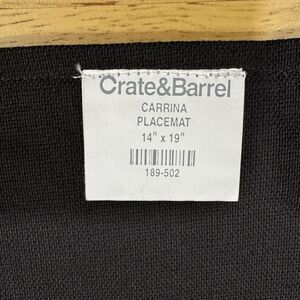 Crate&Barrel
CARRINA
PLACEMAT
14" x 19"
189-502